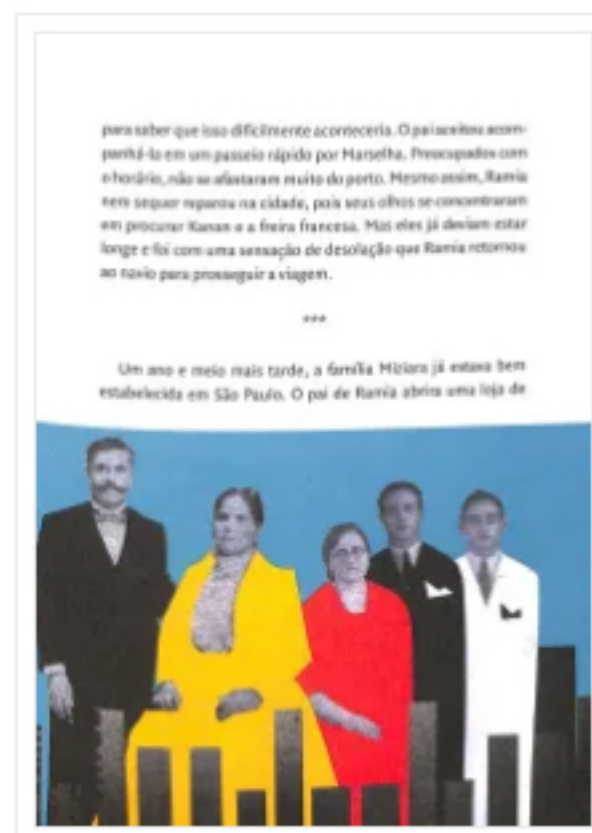 para saber que isso dificilmente aconteceria. O pai aceitou acom-
panhá-la em um passeio rápido por Marselha. Preocupados com
o horário, não se afastaram muito do porto. Mesmo assim, Ramia
nem sequer reparou na cidade, pois seus olhos se concentraram
em procurar Kanan e a freira francesa. Mas eles já deviam estar
longe e foi com uma sensação de desolação que Ramia retornou
ao navio para prosseguir a viagem.
***
Um ano e meio mais tarde, a família Miziara já estava bem
estabelecida em São Paulo. O pai de Ramia abrira uma loja de